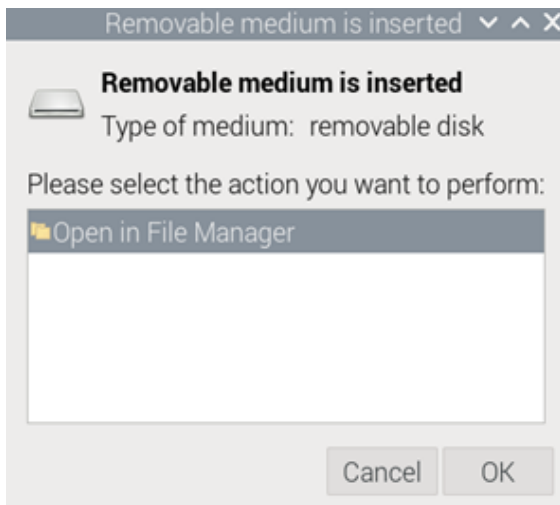 Removable medium is inserted
Removable medium is inserted
Type of medium: removable disk
Please select the action you want to perform:
Open in File Manager
Cancel OK